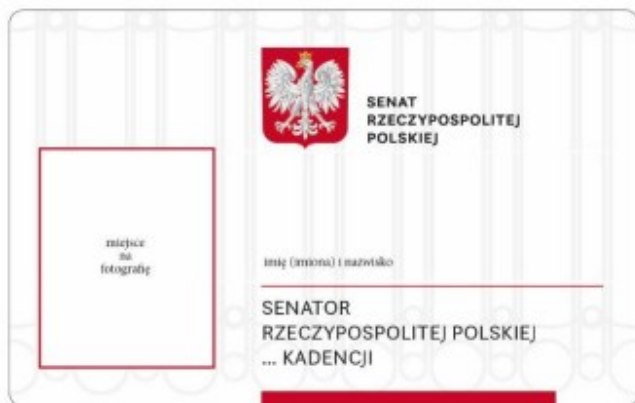 SENAT
RZECZYPOSPOLITEJ
POLSKIEJ
miejsce
na
fotografię
imię (imiona) i nazwisko
SENATOR
RZECZYPOSPOLITEJ POLSKIEJ
... KADENCJI